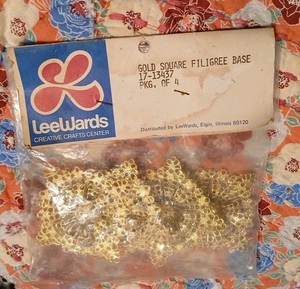 GOLD SQUARE FILIGREE BASE
17-13437
PKG. OF 4
LeeWards
CREATIVE CRAFTS CENTER
Distributed by LeeWards, Elgin, Illinois 60120